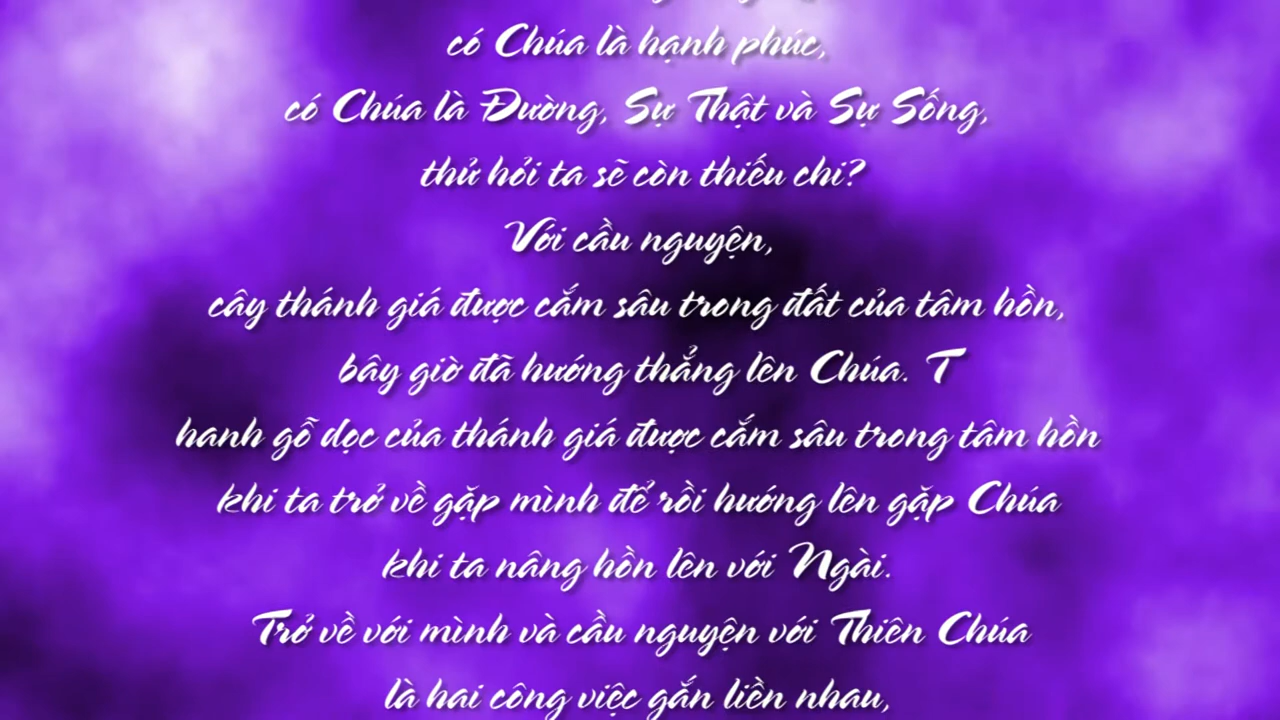 có Chúa là hạnh phúc,
có Chúa là Đường, Sự Thật và Sự Sống,
thử hỏi ta sẽ còn thiếu chi?
Với cầu nguyện,
cây thánh giá được cắm sâu trong đất của tâm hồn,
bây giờ đã hướng thẳng lên Chúa. T
hanh gỗ dọc của thánh giá được cắm sâu trong tâm hồn
khi ta trở về gặp mình để rồi hướng lên gặp Chúa
khi ta nâng hồn lên với Ngài.
Trở về với mình và cầu nguyện với Thiên Chúa
là hai công việc gắn liền nhau,